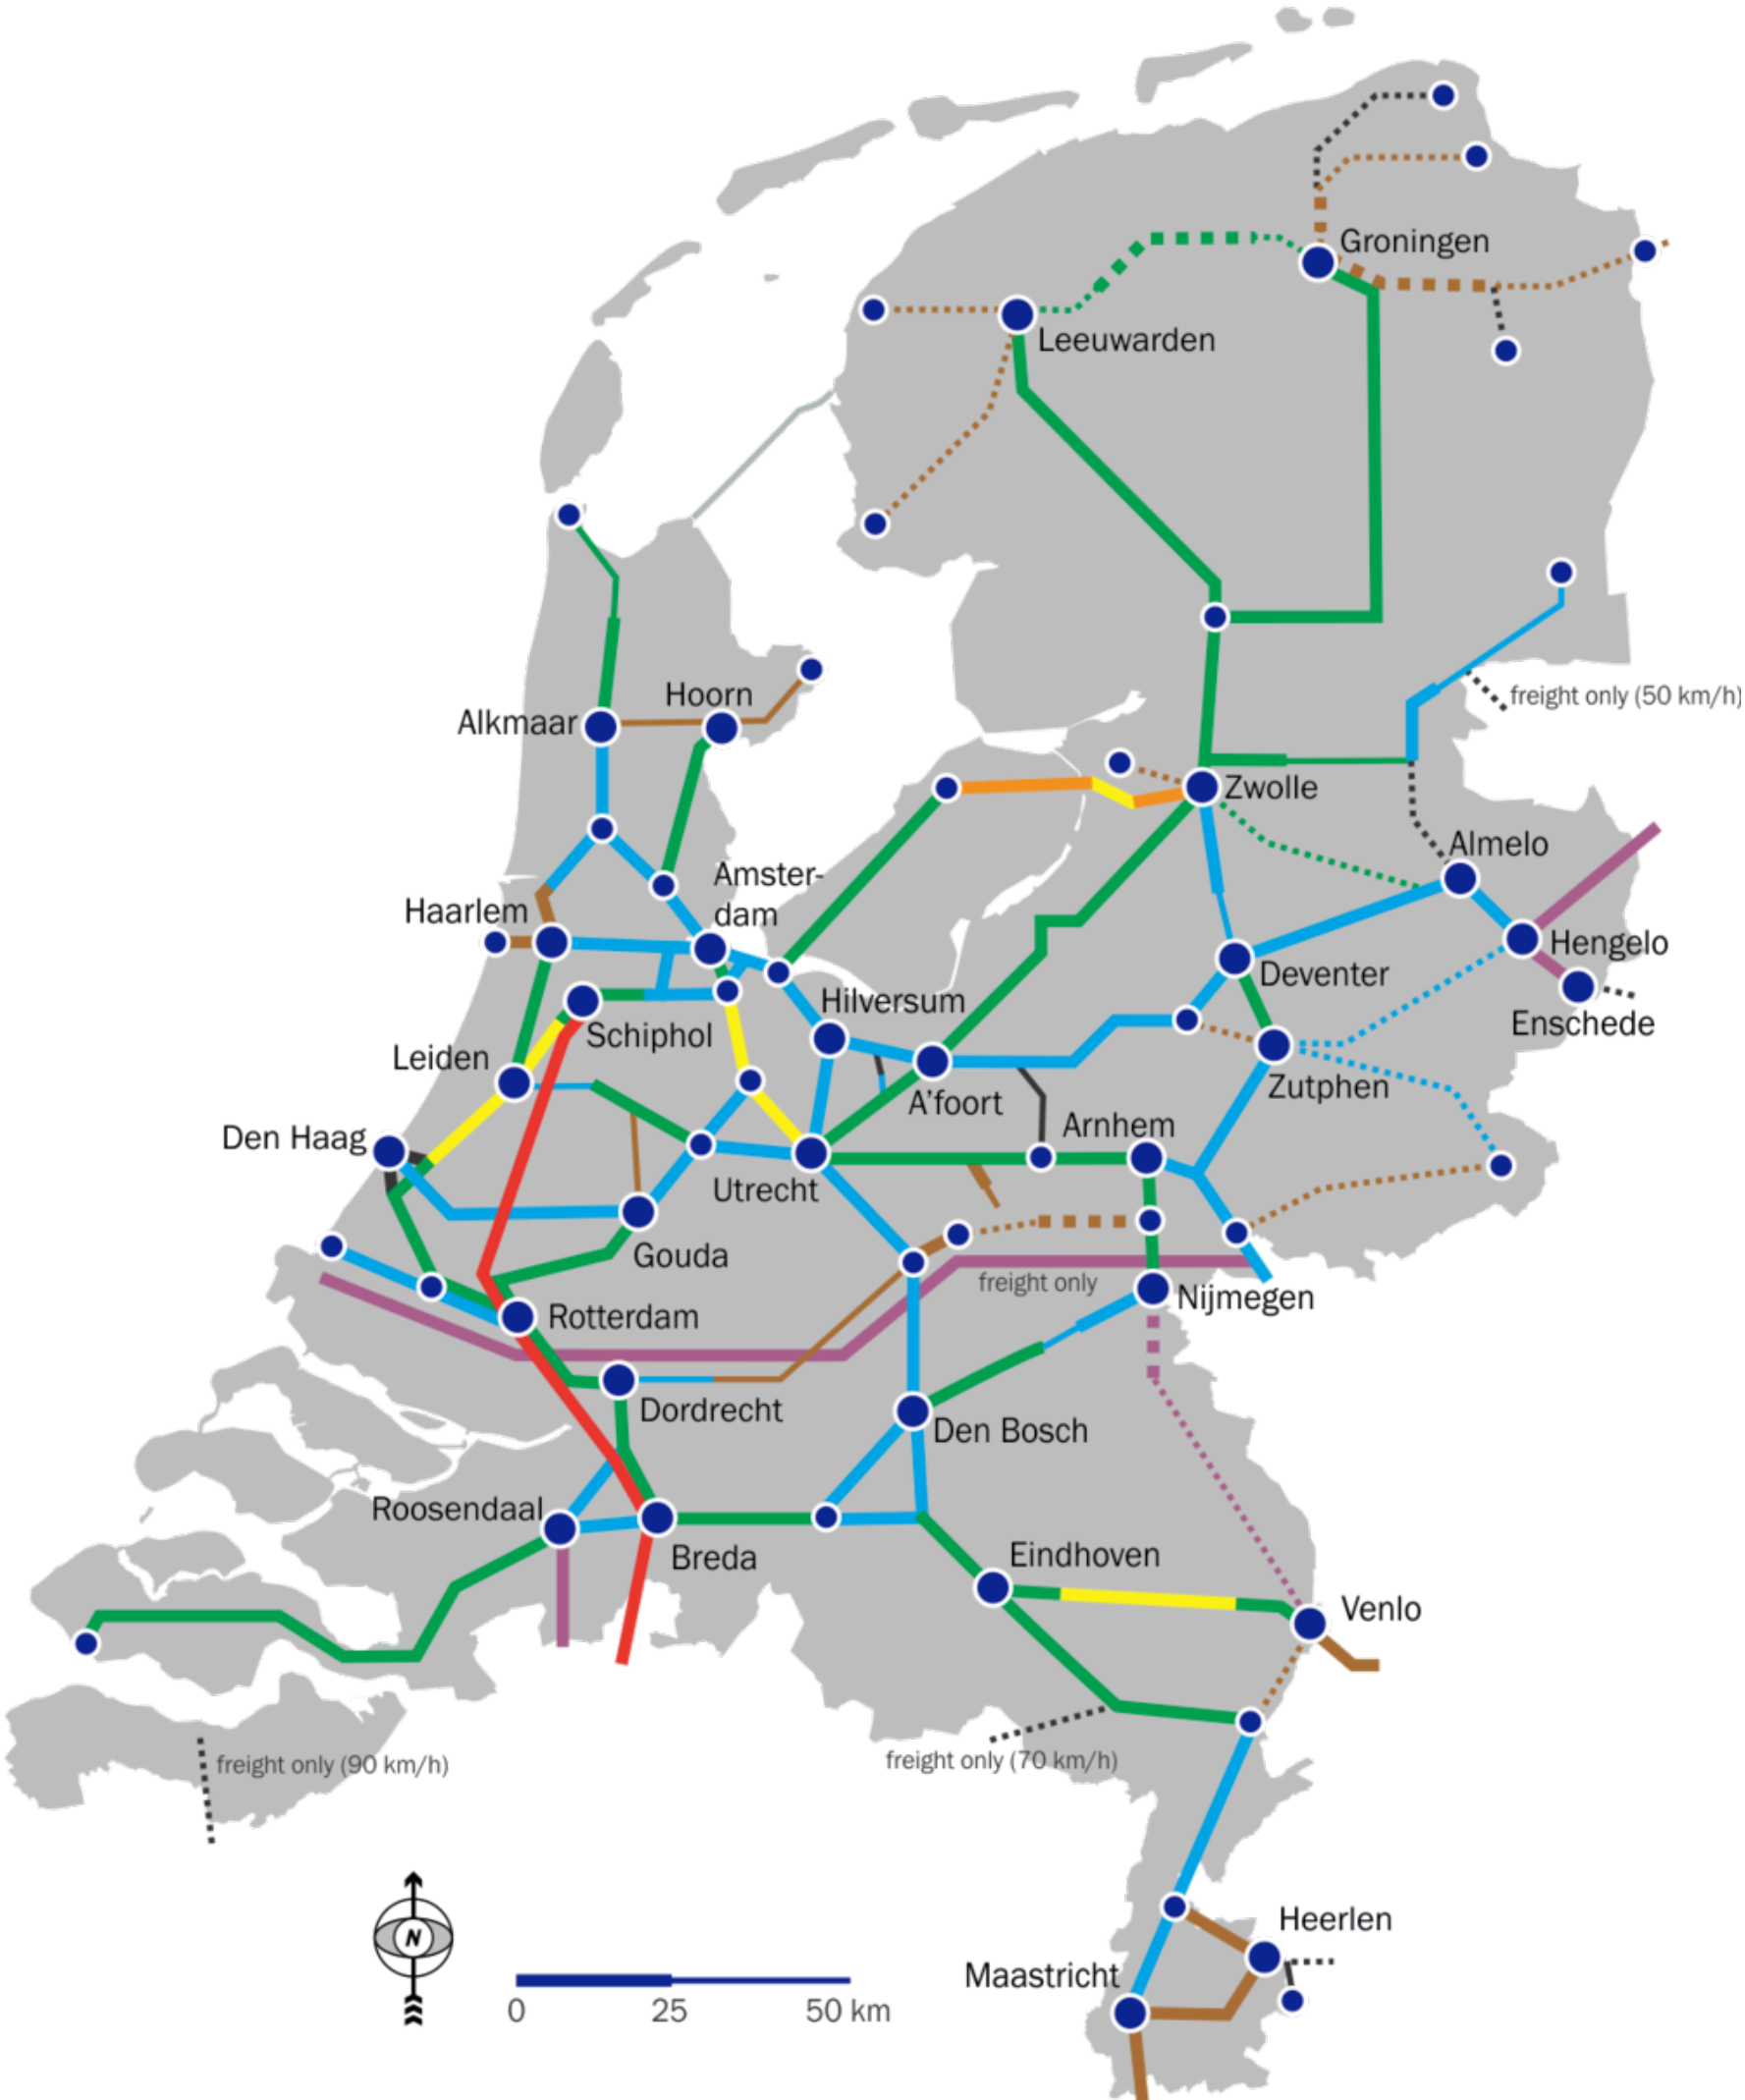 Groningen
Leeuwarden
freight only (50 km/h)
Hoorn
Alkmaar
Zwolle
Almelo
Amster-
dam
Haarlem
Hengelo
Deventer
Hilversum
Enschede
Schiphol
Leiden
Zutphen
A'foort
Arnhem
Den Haag
Utrecht
Gouda
freight only
Nijmegen
Rotterdam
Dordrecht
Den Bosch
Roosendaal
Breda
Eindhoven
Venlo
freight only (90 km/h)
freight only (70 km/h)
Heerlen
N
Maastricht
0 25 50 km